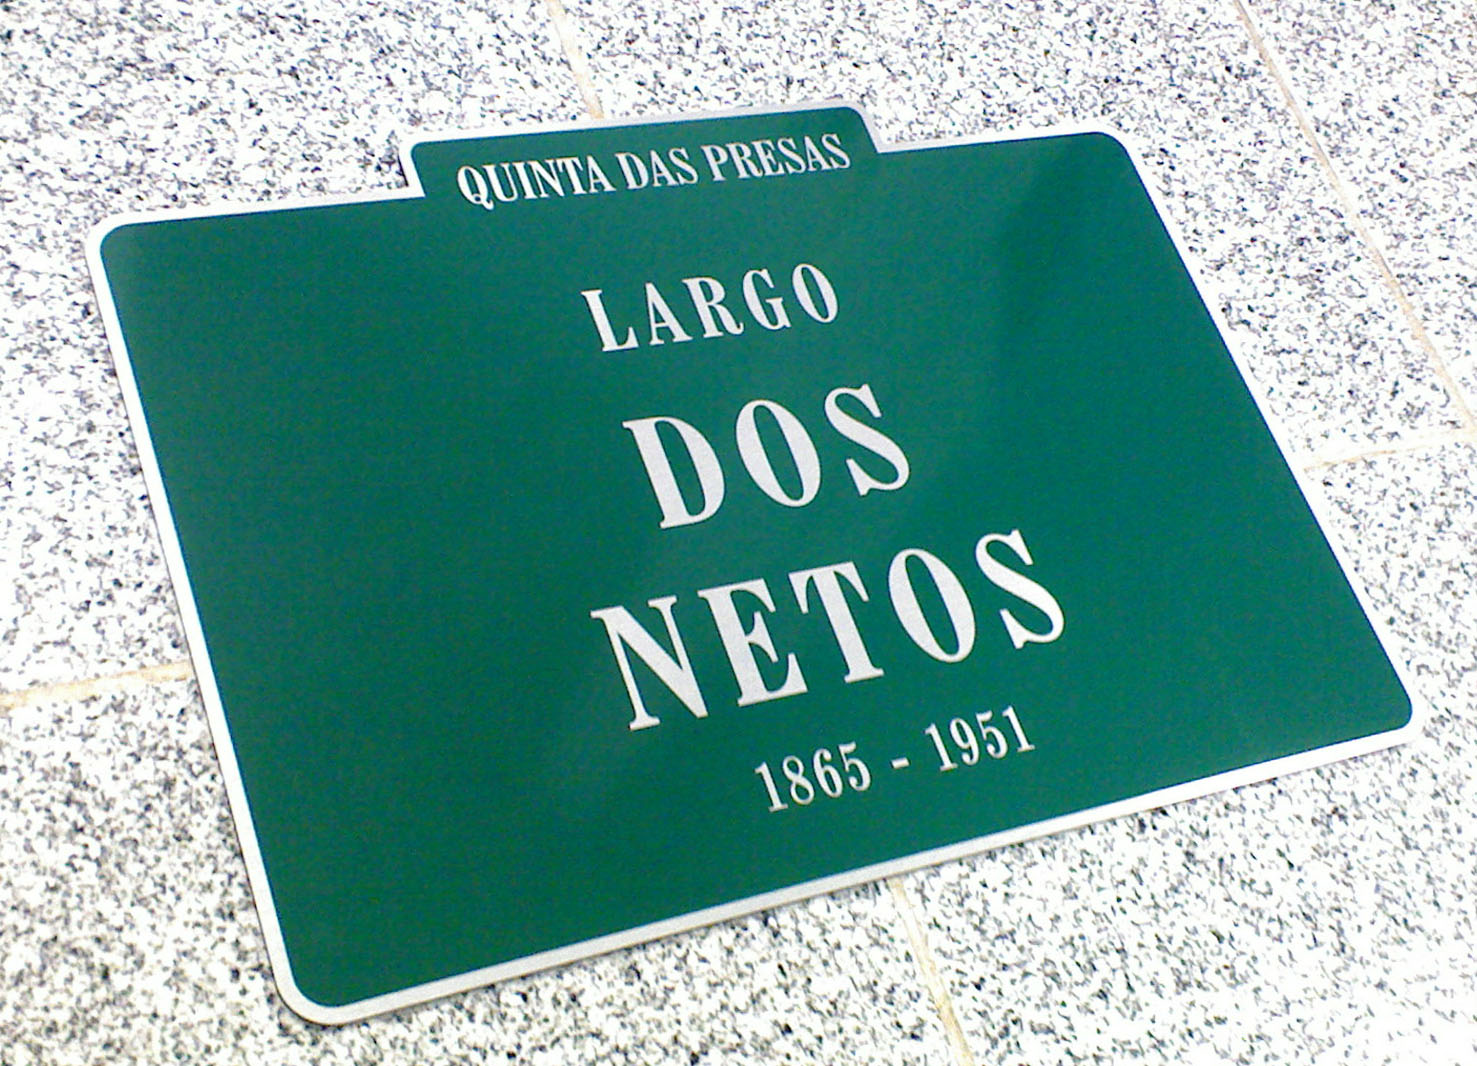 QUINTA DAS PRESAS
LARGO
DOS
NETOS
1865 - 1951